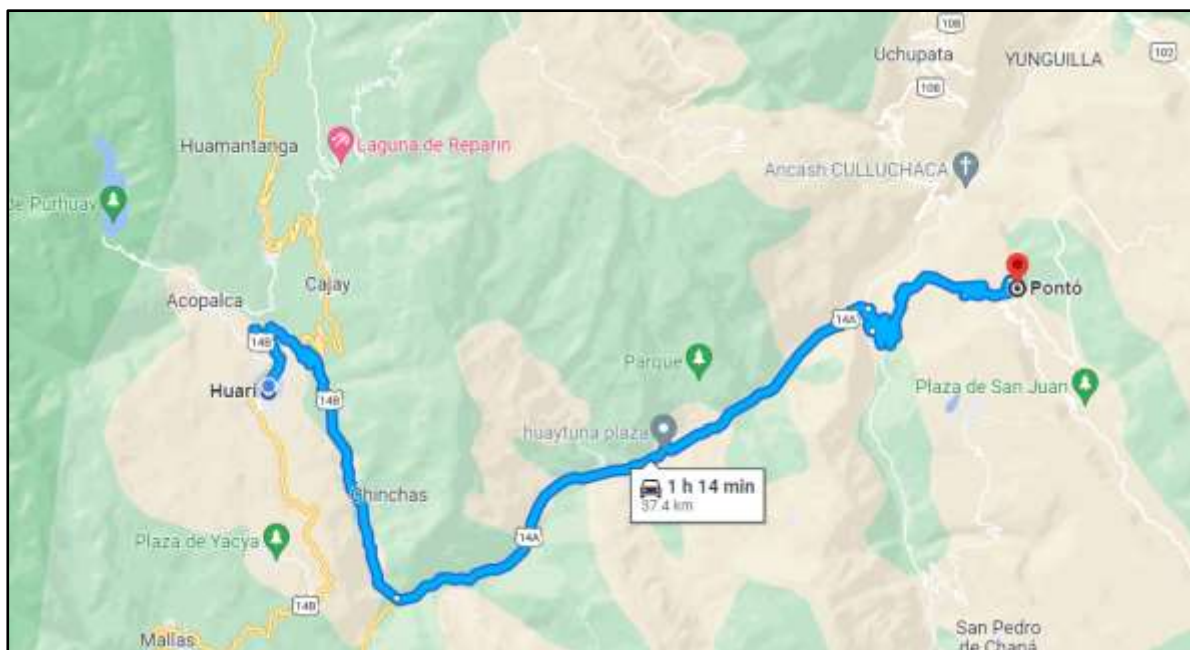 10B
Uchupata
YUNGUILLA
102
10B
Huamantanga
Laguna de Reparin
Ancash CULLUCHACA
de Purhuay
Cajay
Pontó
Acopalca
14B
14A
Parque
Huari
14B
Plaza de San Juan
huaytuna plaza
1 h 14 min
37.4 km
Chinchas
14A
Plaza de Yacya
14B
Mallas
San Pedro
de Chaná